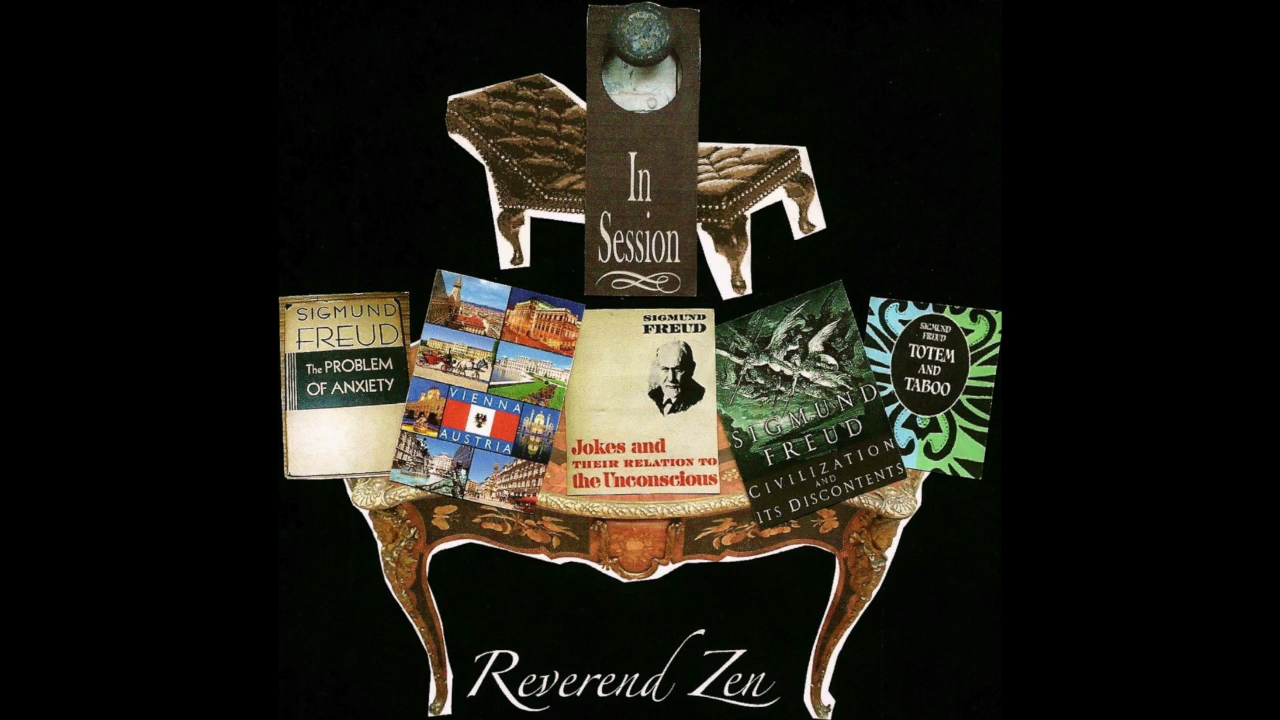 In
Session
SIGMUND
FREUD
The PROBLEM
OF ANXIETY
VIENNA
AUSTRIA
SIGMUND
FREUD
Jokes and
THEIR RELATION TO
the Unconscious
SIGMUND
FREUD
CIVILIZATION
AND
ITS DISCONTENTS
SIGMUND
FREUD
TOTEM
AND
TABOO
Reverend Zen